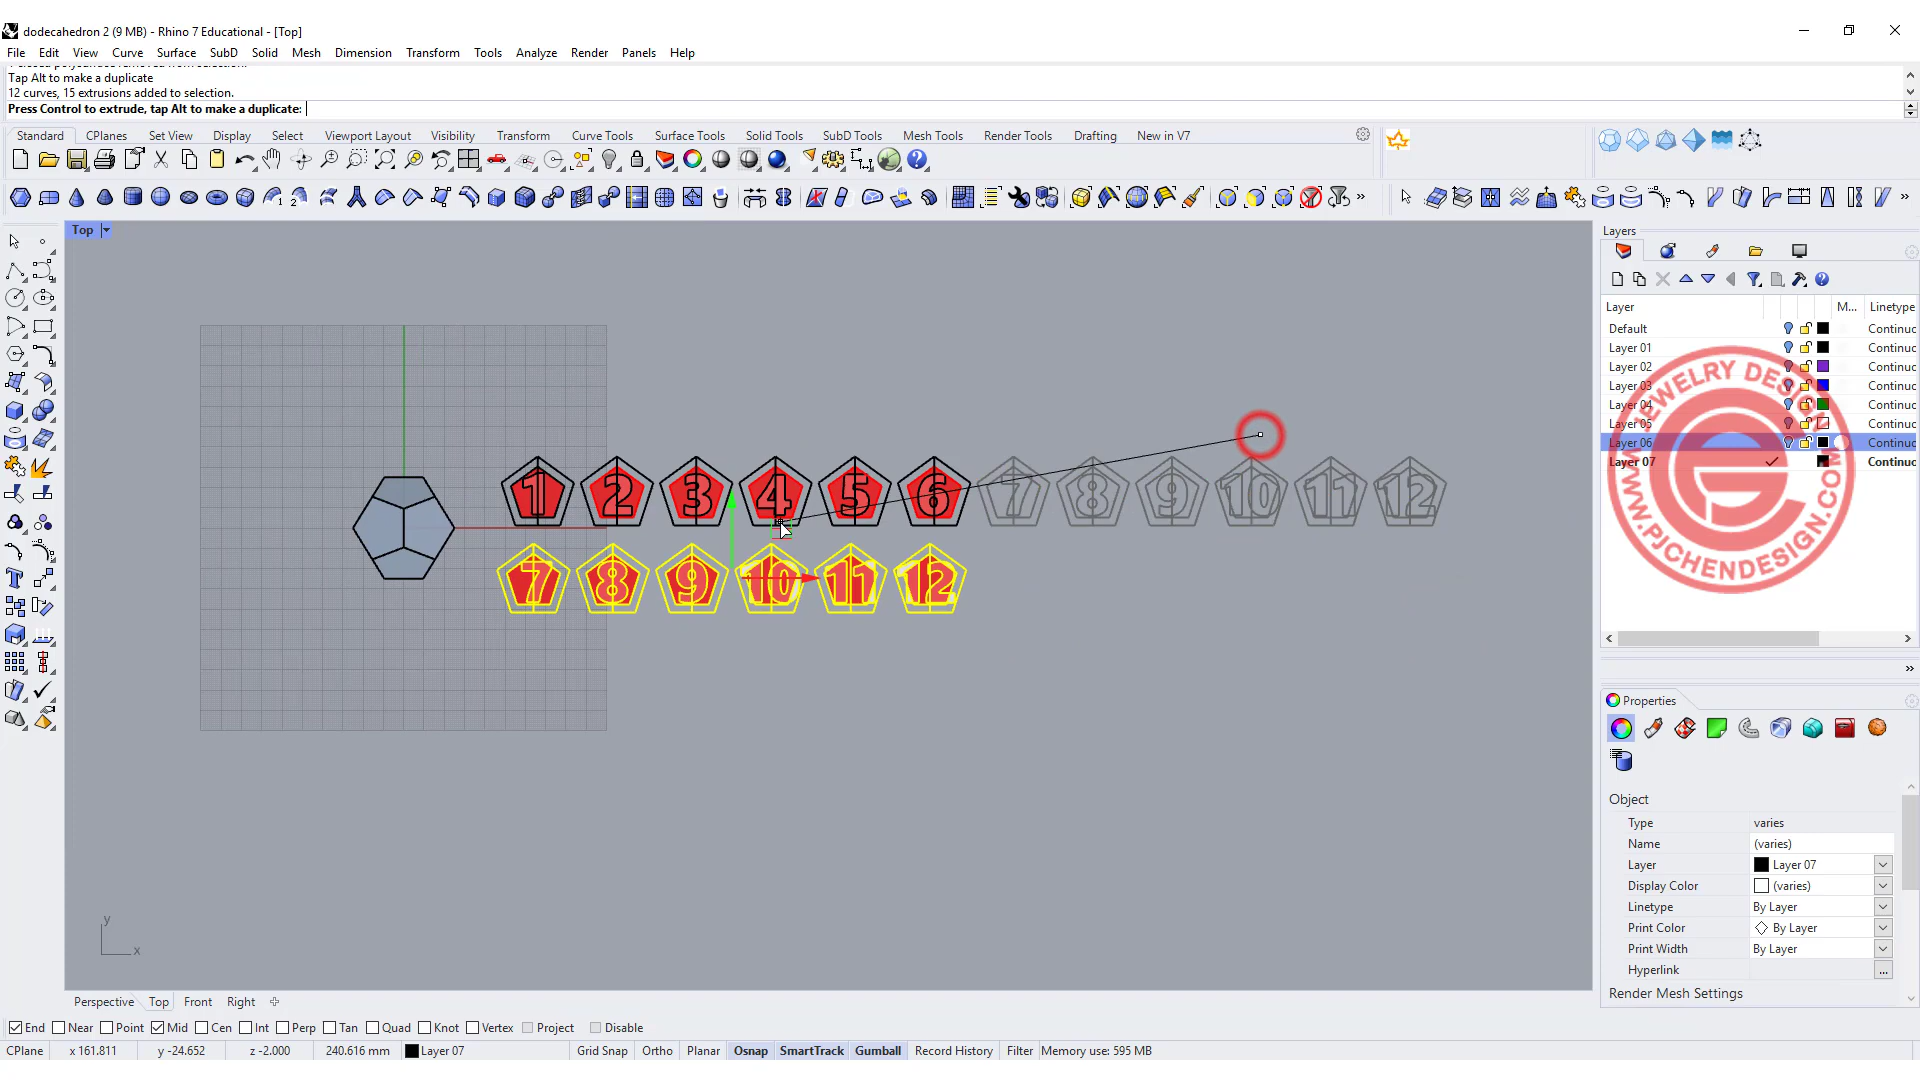 dodecahedron 2 (9 MB) - Rhino 7 Educational - [Top]
File Edit View Curve Surface SubD Solid Mesh Dimension Transform Tools Analyze Render Panels Help
Tap Alt to make a duplicate
12 curves, 15 extrusions added to selection.
Press Control to extrude, tap Alt to make a duplicate:
Standard CPlanes Set View Display Select Viewport Layout Visibility Transform Curve Tools Surface Tools Solid Tools SubD Tools Mesh Tools Render Tools Drafting New in V7
Top
Layers
Layer M... Linetype
Default Continuc
Layer 01 Continuc
Layer 02 Continuc
Layer 03 Continuc
Layer 04 Continuc
Layer 05 Continuc
Layer 06 Continuc
Layer 07 Continuc
JEWELRY DESIGN
WWW.PJCHENDESIGN.COM
1 2 3 4 5 6 7 8 9 10 11 12
7 8 9 10 11 12
y
x
Properties
Object
Type varies
Name (varies)
Layer Layer 07
Display Color (varies)
Linetype By Layer
Print Color By Layer
Print Width By Layer
Hyperlink ...
Render Mesh Settings
Perspective Top Front Right
End Near Point Mid Cen Int Perp Tan Quad Knot Vertex Project Disable
CPlane x 161.811 y -24.652 z -2.000 240.616 mm Layer 07 Grid Snap Ortho Planar Osnap SmartTrack Gumball Record History Filter Memory use: 595 MB